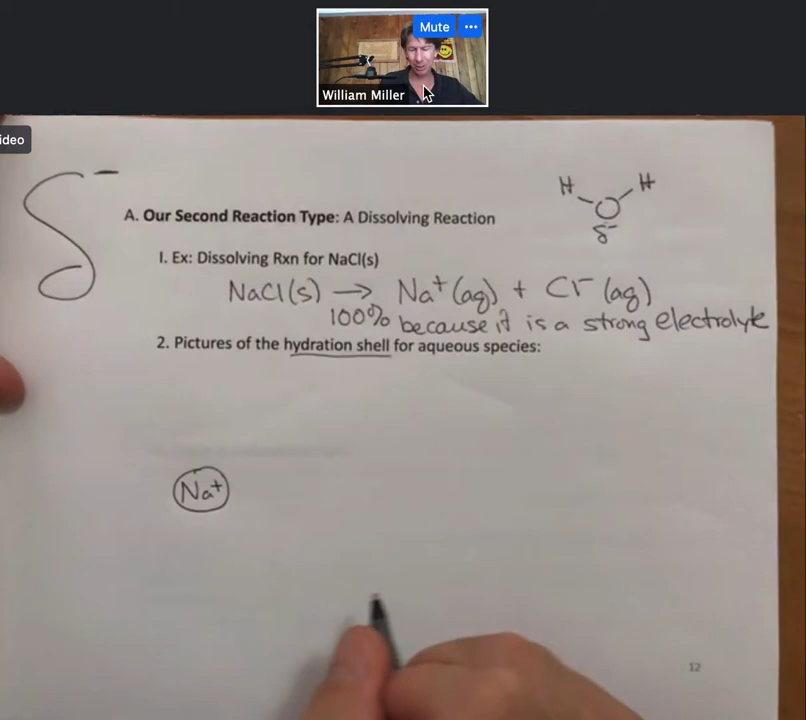 Mute
William Miller
ideo
δ⁻
A. Our Second Reaction Type: A Dissolving Reaction
H H
O
δ⁻
1. Ex: Dissolving Rxn for NaCl(s)
NaCl(s) → Na⁺(aq) + Cl⁻(aq)
100% because it is a strong electrolyte
2. Pictures of the hydration shell for aqueous species:
Na⁺
12